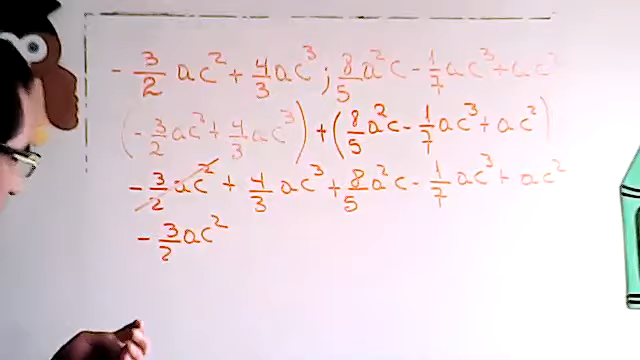 - 3/2 ac² + 4/3 ac³ ; 8/5 a²c - 1/7 ac³ + ac²
(- 3/2 ac² + 4/3 ac³) + (8/5 a²c - 1/7 ac³ + ac²)
- 3/2 ac² + 4/3 ac³ + 8/5 a²c - 1/7 ac³ + ac²
- 3/2 ac²